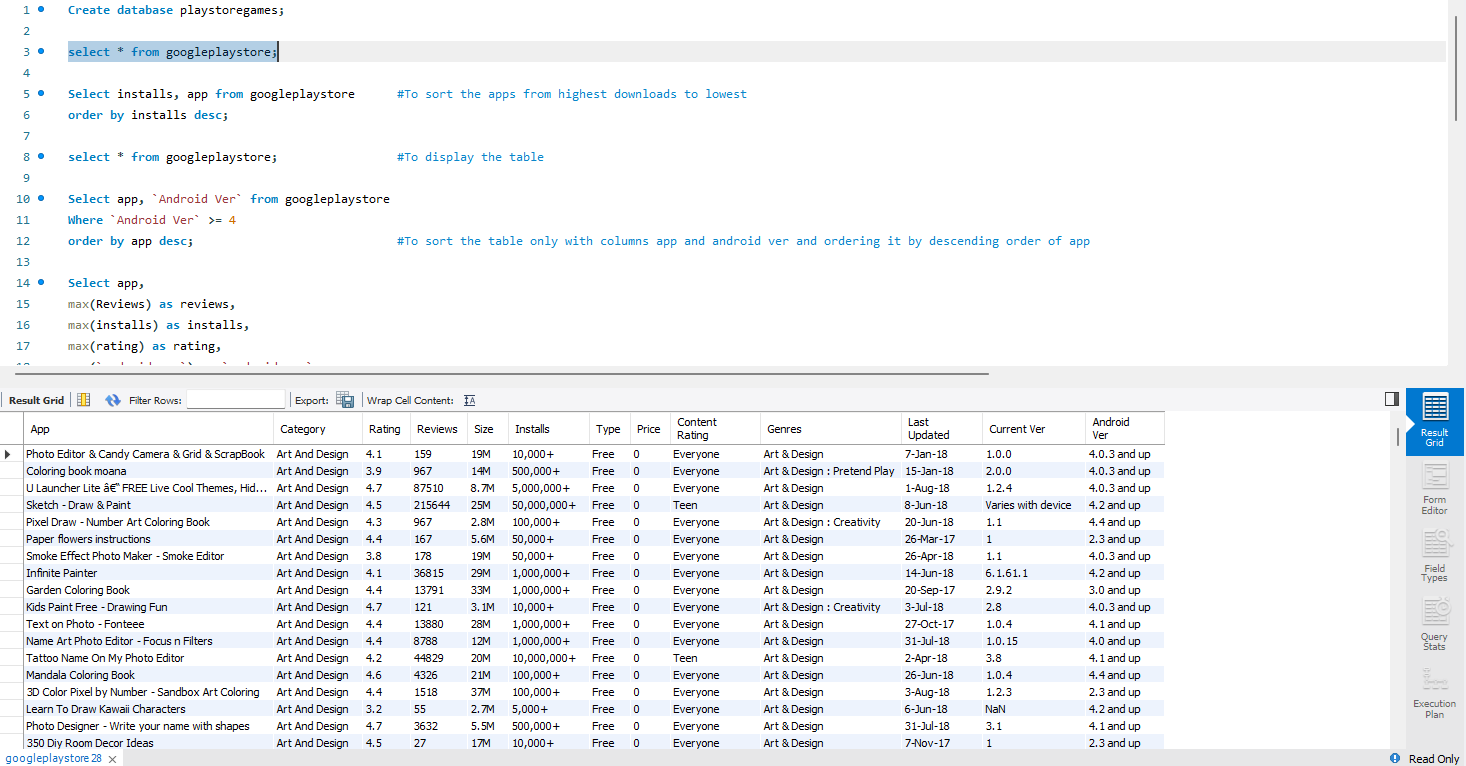 1 Create database playstoregames;
2
3 select * from googleplaystore;
4
5 Select installs, app from googleplaystore #To sort the apps from highest downloads to lowest
6 order by installs desc;
7
8 select * from googleplaystore; #To display the table
9
10 Select app, `Android Ver` from googleplaystore
11 Where `Android Ver` >= 4
12 order by app desc; #To sort the table only with columns app and android ver and ordering it by descending order of app
13
14 Select app,
15 max(Reviews) as reviews,
16 max(installs) as installs,
17 max(rating) as rating,
Result Grid Filter Rows: Export: Wrap Cell Content: IA
App Category Rating Reviews Size Installs Type Price Content Rating Genres Last Updated Current Ver Android Ver
Photo Editor & Candy Camera & Grid & ScrapBook Art And Design 4.1 159 19M 10,000+ Free 0 Everyone Art & Design 7-Jan-18 1.0.0 4.0.3 and up
Coloring book moana Art And Design 3.9 967 14M 500,000+ Free 0 Everyone Art & Design : Pretend Play 15-Jan-18 2.0.0 4.0.3 and up
U Launcher Lite â€“ FREE Live Cool Themes, Hid... Art And Design 4.7 87510 8.7M 5,000,000+ Free 0 Everyone Art & Design 1-Aug-18 1.2.4 4.0.3 and up
Sketch - Draw & Paint Art And Design 4.5 215644 25M 50,000,000+ Free 0 Teen Art & Design 8-Jun-18 Varies with device 4.2 and up
Pixel Draw - Number Art Coloring Book Art And Design 4.3 967 2.8M 100,000+ Free 0 Everyone Art & Design : Creativity 20-Jun-18 1.1 4.4 and up
Paper flowers instructions Art And Design 4.4 167 5.6M 50,000+ Free 0 Everyone Art & Design 26-Mar-17 1 2.3 and up
Smoke Effect Photo Maker - Smoke Editor Art And Design 3.8 178 19M 50,000+ Free 0 Everyone Art & Design 26-Apr-18 1.1 4.0.3 and up
Infinite Painter Art And Design 4.1 36815 29M 1,000,000+ Free 0 Everyone Art & Design 14-Jun-18 6.1.61.1 4.2 and up
Garden Coloring Book Art And Design 4.4 13791 33M 1,000,000+ Free 0 Everyone Art & Design 20-Sep-17 2.9.2 3.0 and up
Kids Paint Free - Drawing Fun Art And Design 4.7 121 3.1M 10,000+ Free 0 Everyone Art & Design : Creativity 3-Jul-18 2.8 4.0.3 and up
Text on Photo - Fonteee Art And Design 4.4 13880 28M 1,000,000+ Free 0 Everyone Art & Design 27-Oct-17 1.0.4 4.1 and up
Name Art Photo Editor - Focus n Filters Art And Design 4.4 8788 12M 1,000,000+ Free 0 Everyone Art & Design 31-Jul-18 1.0.15 4.0 and up
Tattoo Name On My Photo Editor Art And Design 4.2 44829 20M 10,000,000+ Free 0 Teen Art & Design 2-Apr-18 3.8 4.1 and up
Mandala Coloring Book Art And Design 4.6 4326 21M 100,000+ Free 0 Everyone Art & Design 26-Jun-18 1.0.4 4.4 and up
3D Color Pixel by Number - Sandbox Art Coloring Art And Design 4.4 1518 37M 100,000+ Free 0 Everyone Art & Design 3-Aug-18 1.2.3 2.3 and up
Learn To Draw Kawaii Characters Art And Design 3.2 55 2.7M 5,000+ Free 0 Everyone Art & Design 6-Jun-18 NaN 4.2 and up
Photo Designer - Write your name with shapes Art And Design 4.7 3632 5.5M 500,000+ Free 0 Everyone Art & Design 31-Jul-18 3.1 4.1 and up
350 Diy Room Decor Ideas Art And Design 4.5 27 17M 10,000+ Free 0 Everyone Art & Design 7-Nov-17 1 2.3 and up
Result
Grid
Form
Editor
Field
Types
Query
Stats
Execution
Plan
googleplaystore 28 Read Only